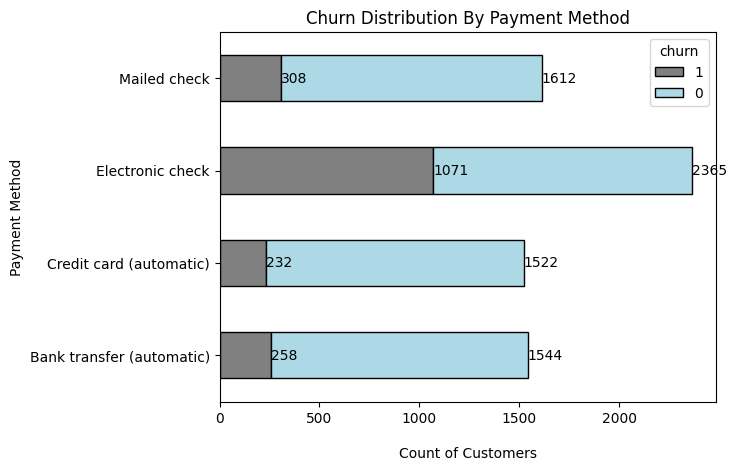 Churn Distribution By Payment Method
churn
1
0
Mailed check
308
1612
Electronic check
1071
2365
Credit card (automatic)
232
1522
Bank transfer (automatic)
258
1544
Payment Method
0
500
1000
1500
2000
Count of Customers